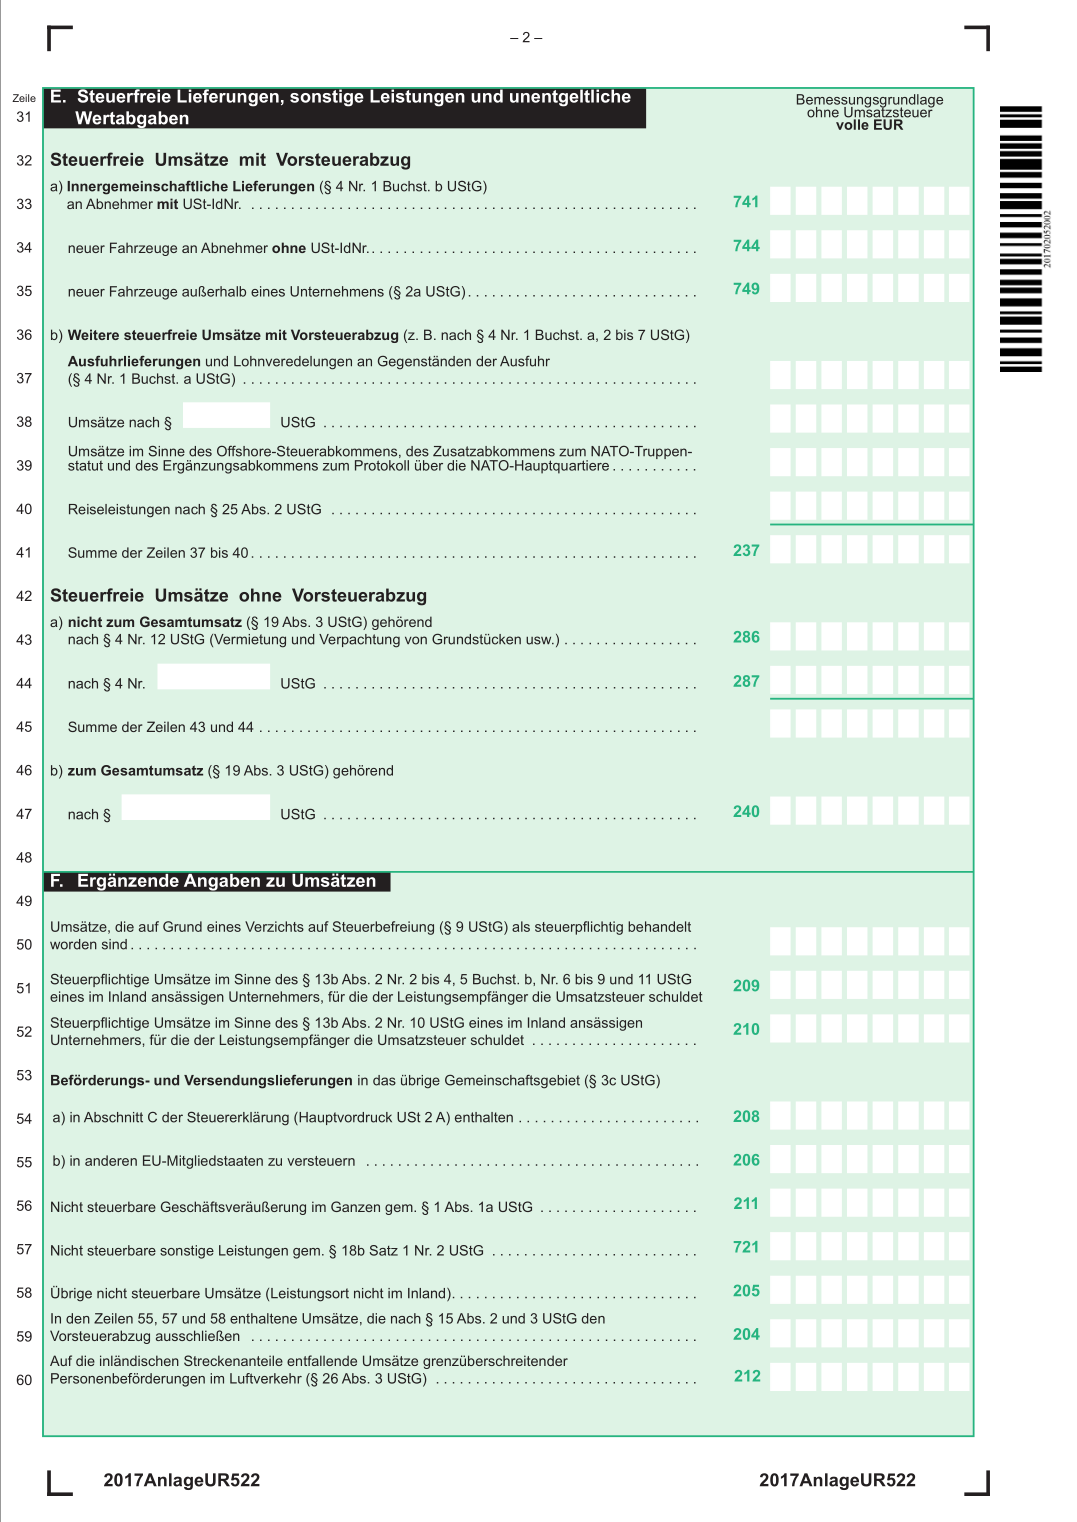 – 2 –
Zeile
E. Steuerfreie Lieferungen, sonstige Leistungen und unentgeltliche
31 Wertabgaben
Bemessungsgrundlage
ohne Umsatzsteuer
volle EUR
32 Steuerfreie Umsätze mit Vorsteuerabzug
a) Innergemeinschaftliche Lieferungen (§ 4 Nr. 1 Buchst. b UStG)
33 an Abnehmer mit USt-IdNr. . . . . . . . . . . . . . . . . . . . . . . . . . . . . . 741
34 neuer Fahrzeuge an Abnehmer ohne USt-IdNr. . . . . . . . . . . . . . . . . . . . . 744
35 neuer Fahrzeuge außerhalb eines Unternehmens (§ 2a UStG) . . . . . . . . . . . . . . 749
36 b) Weitere steuerfreie Umsätze mit Vorsteuerabzug (z. B. nach § 4 Nr. 1 Buchst. a, 2 bis 7 UStG)
Ausfuhrlieferungen und Lohnveredelungen an Gegenständen der Ausfuhr
37 (§ 4 Nr. 1 Buchst. a UStG) . . . . . . . . . . . . . . . . . . . . . . . . . . . .
38 Umsätze nach § UStG . . . . . . . . . . . . . . . . . . . . . . . .
Umsätze im Sinne des Offshore-Steuerabkommens, des Zusatzabkommens zum NATO-Truppen-
39 statut und des Ergänzungsabkommens zum Protokoll über die NATO-Hauptquartiere . . . . . . . . . . .
40 Reiseleistungen nach § 25 Abs. 2 UStG . . . . . . . . . . . . . . . . . . . . . . . .
41 Summe der Zeilen 37 bis 40 . . . . . . . . . . . . . . . . . . . . . . . . . . . . 237
42 Steuerfreie Umsätze ohne Vorsteuerabzug
a) nicht zum Gesamtumsatz (§ 19 Abs. 3 UStG) gehörend
43 nach § 4 Nr. 12 UStG (Vermietung und Verpachtung von Grundstücken usw.) . . . . . . . . . . . . . . . . . 286
44 nach § 4 Nr. UStG . . . . . . . . . . . . . . . . . . . . . . . . 287
45 Summe der Zeilen 43 und 44 . . . . . . . . . . . . . . . . . . . . . . . . . . . .
46 b) zum Gesamtumsatz (§ 19 Abs. 3 UStG) gehörend
47 nach § UStG . . . . . . . . . . . . . . . . . . . . . . . . 240
48
F. Ergänzende Angaben zu Umsätzen
49
Umsätze, die auf Grund eines Verzichts auf Steuerbefreiung (§ 9 UStG) als steuerpflichtig behandelt
50 worden sind . . . . . . . . . . . . . . . . . . . . . . . . . . . . . . . . . . . .
Steuerpflichtige Umsätze im Sinne des § 13b Abs. 2 Nr. 2 bis 4, 5 Buchst. b, Nr. 6 bis 9 und 11 UStG
51 eines im Inland ansässigen Unternehmers, für die der Leistungsempfänger die Umsatzsteuer schuldet 209
Steuerpflichtige Umsätze im Sinne des § 13b Abs. 2 Nr. 10 UStG eines im Inland ansässigen
52 Unternehmers, für die der Leistungsempfänger die Umsatzsteuer schuldet . . . . . . . . . . . . . . . . . . . . . 210
53 Beförderungs- und Versendungslieferungen in das übrige Gemeinschaftsgebiet (§ 3c UStG)
54 a) in Abschnitt C der Steuererklärung (Hauptvordruck USt 2 A) enthalten . . . . . . . . . . . . . . . . . . . . . . . 208
55 b) in anderen EU-Mitgliedstaaten zu versteuern . . . . . . . . . . . . . . . . . . . . . . . . 206
56 Nicht steuerbare Geschäftsveräußerung im Ganzen gem. § 1 Abs. 1a UStG . . . . . . . . . . . . . . . . . . . . 211
57 Nicht steuerbare sonstige Leistungen gem. § 18b Satz 1 Nr. 2 UStG . . . . . . . . . . . . . . . . . . . . . . . . . . 721
58 Übrige nicht steuerbare Umsätze (Leistungsort nicht im Inland). . . . . . . . . . . . . . . . . . . . . . . . 205
In den Zeilen 55, 57 und 58 enthaltene Umsätze, die nach § 15 Abs. 2 und 3 UStG den
59 Vorsteuerabzug ausschließen . . . . . . . . . . . . . . . . . . . . . . . . . . . . 204
Auf die inländischen Streckenanteile entfallende Umsätze grenzüberschreitender
60 Personenbeförderungen im Luftverkehr (§ 26 Abs. 3 UStG) . . . . . . . . . . . . . . . . . . . . . . . . 212
2017AnlageUR522 2017AnlageUR522
201702052002